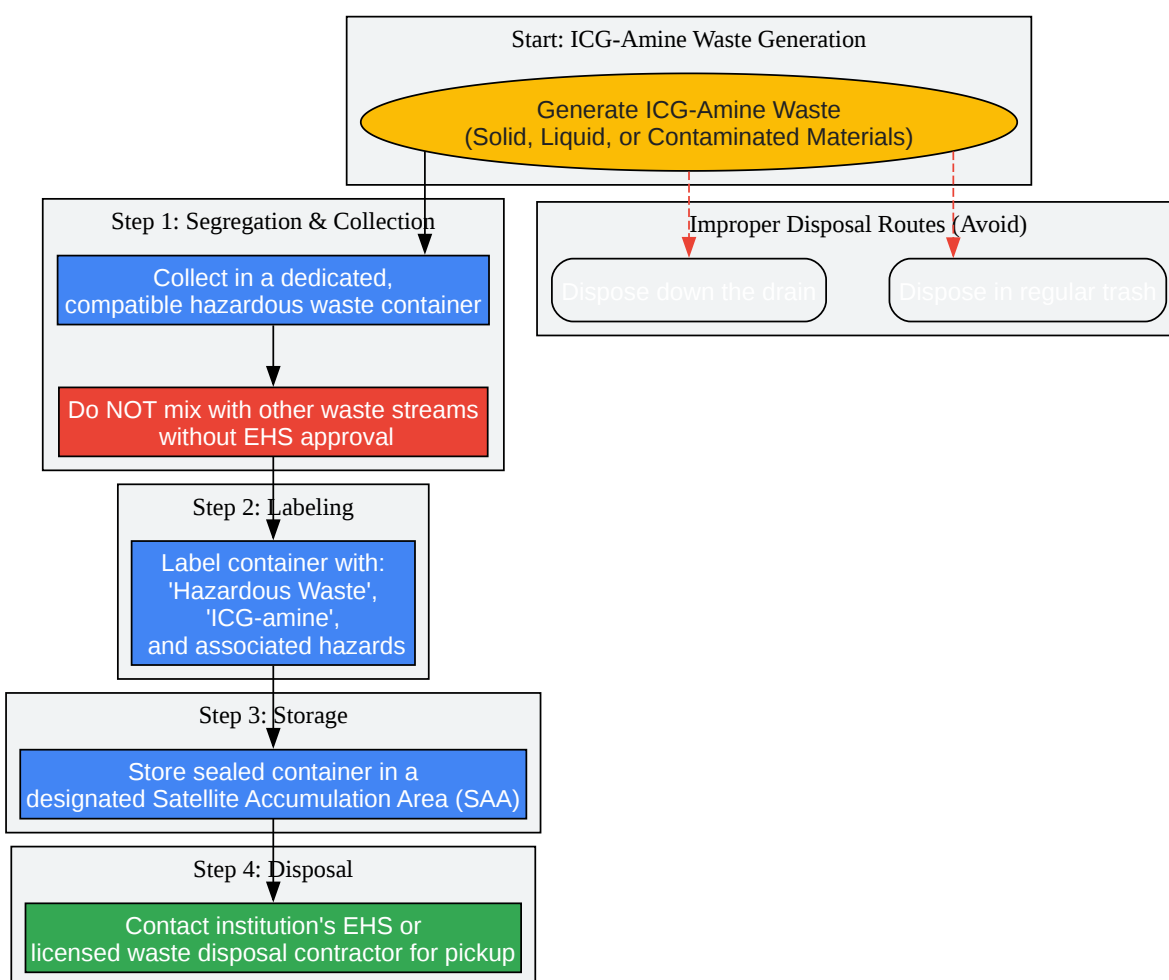 Start: ICG-Amine Waste Generation
Generate ICG-Amine Waste
(Solid, Liquid, or Contaminated Materials)
Step 1: Segregation & Collection
Collect in a dedicated,
compatible hazardous waste container
Do NOT mix with other waste streams
without EHS approval
Improper Disposal Routes (Avoid)
Dispose down the drain
Dispose in regular trash
Step 2: Labeling
Label container with:
'Hazardous Waste',
'ICG-amine',
and associated hazards
Step 3: Storage
Store sealed container in a
designated Satellite Accumulation Area (SAA)
Step 4: Disposal
Contact institution's EHS or
licensed waste disposal contractor for pickup